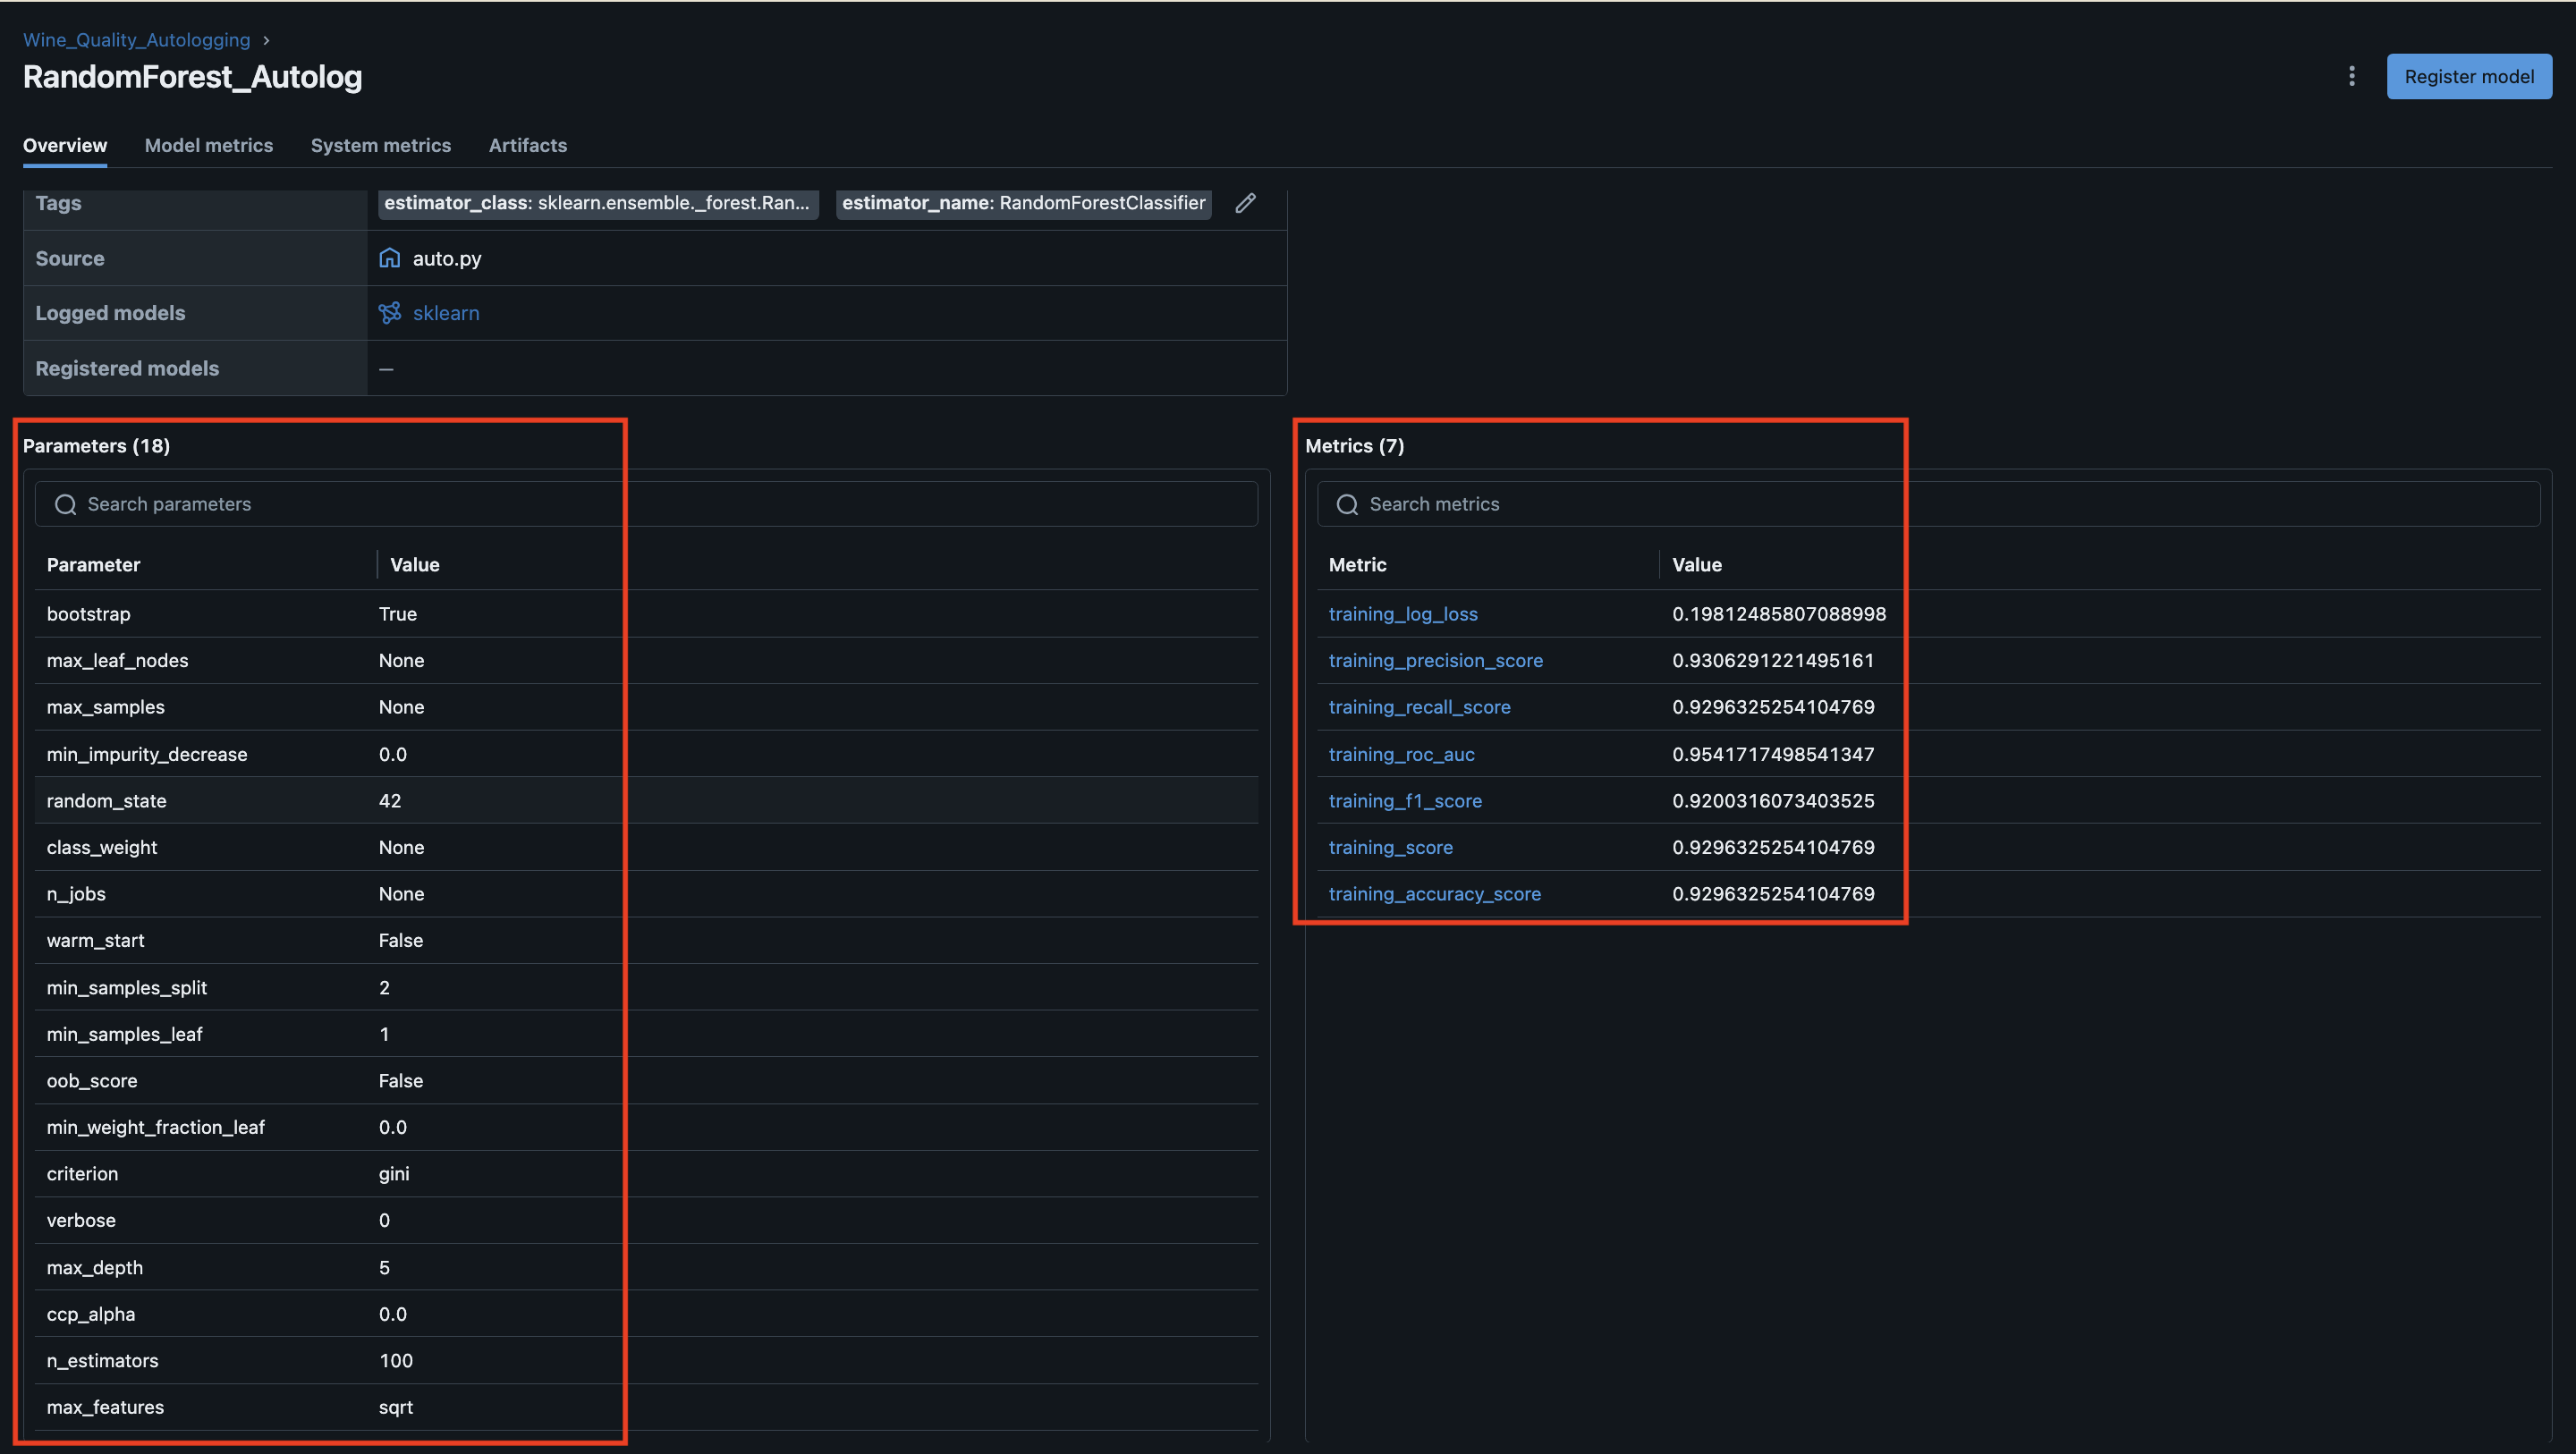 Wine_Quality_Autologging >
RandomForest_Autolog
Register model
Overview Model metrics System metrics Artifacts
Tags estimator_class: sklearn.ensemble._forest.Ran... estimator_name: RandomForestClassifier
Source auto.py
Logged models sklearn
Registered models —
Parameters (18)
Search parameters
Parameter Value
bootstrap True
max_leaf_nodes None
max_samples None
min_impurity_decrease 0.0
random_state 42
class_weight None
n_jobs None
warm_start False
min_samples_split 2
min_samples_leaf 1
oob_score False
min_weight_fraction_leaf 0.0
criterion gini
verbose 0
max_depth 5
ccp_alpha 0.0
n_estimators 100
max_features sqrt
Metrics (7)
Search metrics
Metric Value
training_log_loss 0.19812485807088998
training_precision_score 0.9306291221495161
training_recall_score 0.9296325254104769
training_roc_auc 0.9541717498541347
training_f1_score 0.9200316073403525
training_score 0.9296325254104769
training_accuracy_score 0.9296325254104769